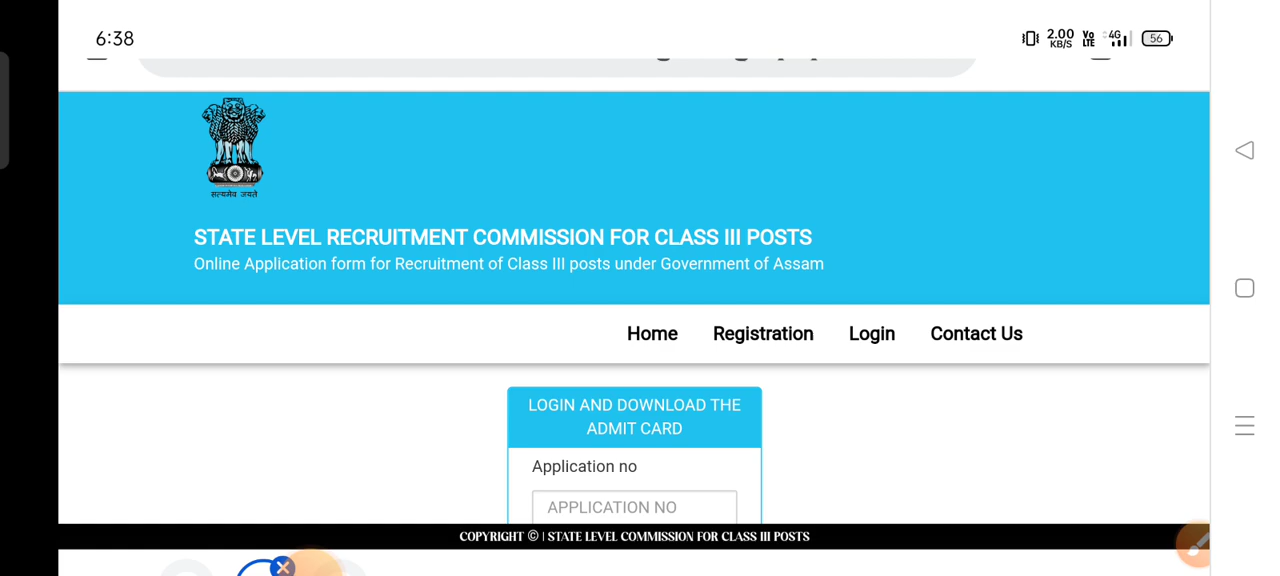 6:38
2.00
KB/S
Vo
LTE
4G
56
सत्यमेव जयते
STATE LEVEL RECRUITMENT COMMISSION FOR CLASS III POSTS
Online Application form for Recruitment of Class III posts under Government of Assam
Home Registration Login Contact Us
LOGIN AND DOWNLOAD THE
ADMIT CARD
Application no
APPLICATION NO
COPYRIGHT © | STATE LEVEL COMMISSION FOR CLASS III POSTS